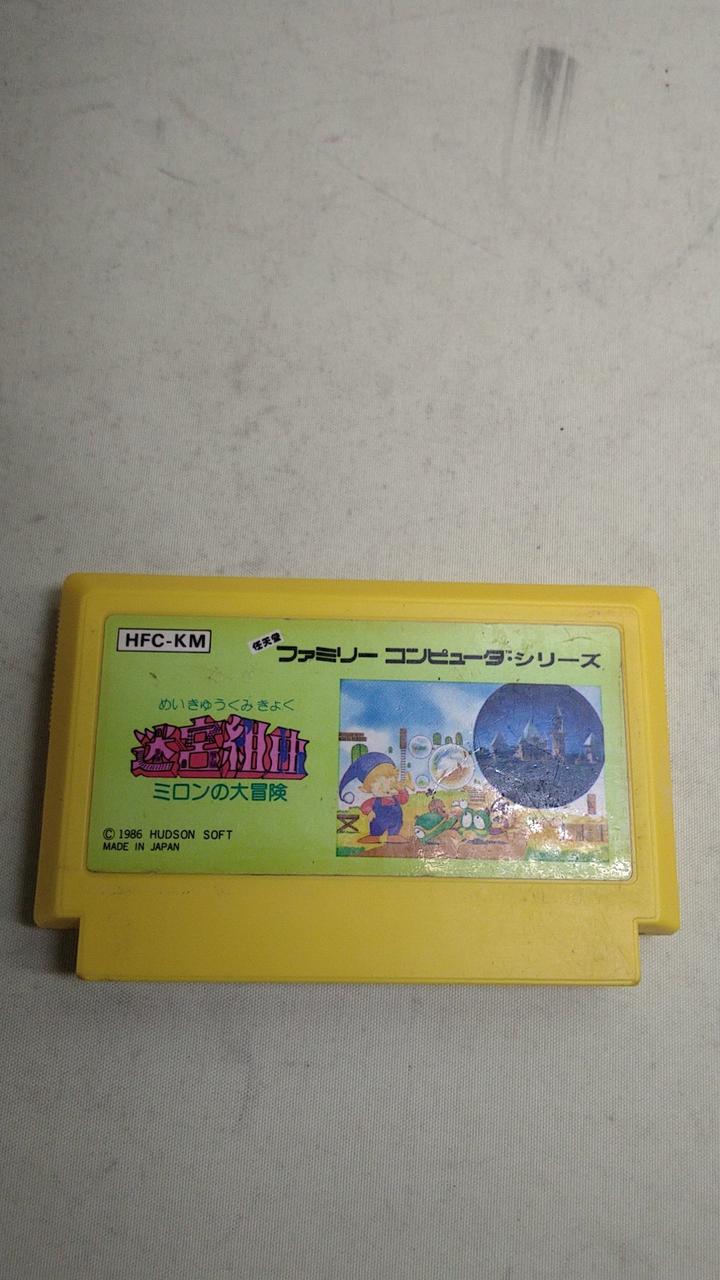 HFC-KM
任天堂
ファミリー コンピュータ・シリーズ
めいきゅうくみきょく
迷宮組曲
ミロンの大冒険
© 1986 HUDSON SOFT
MADE IN JAPAN